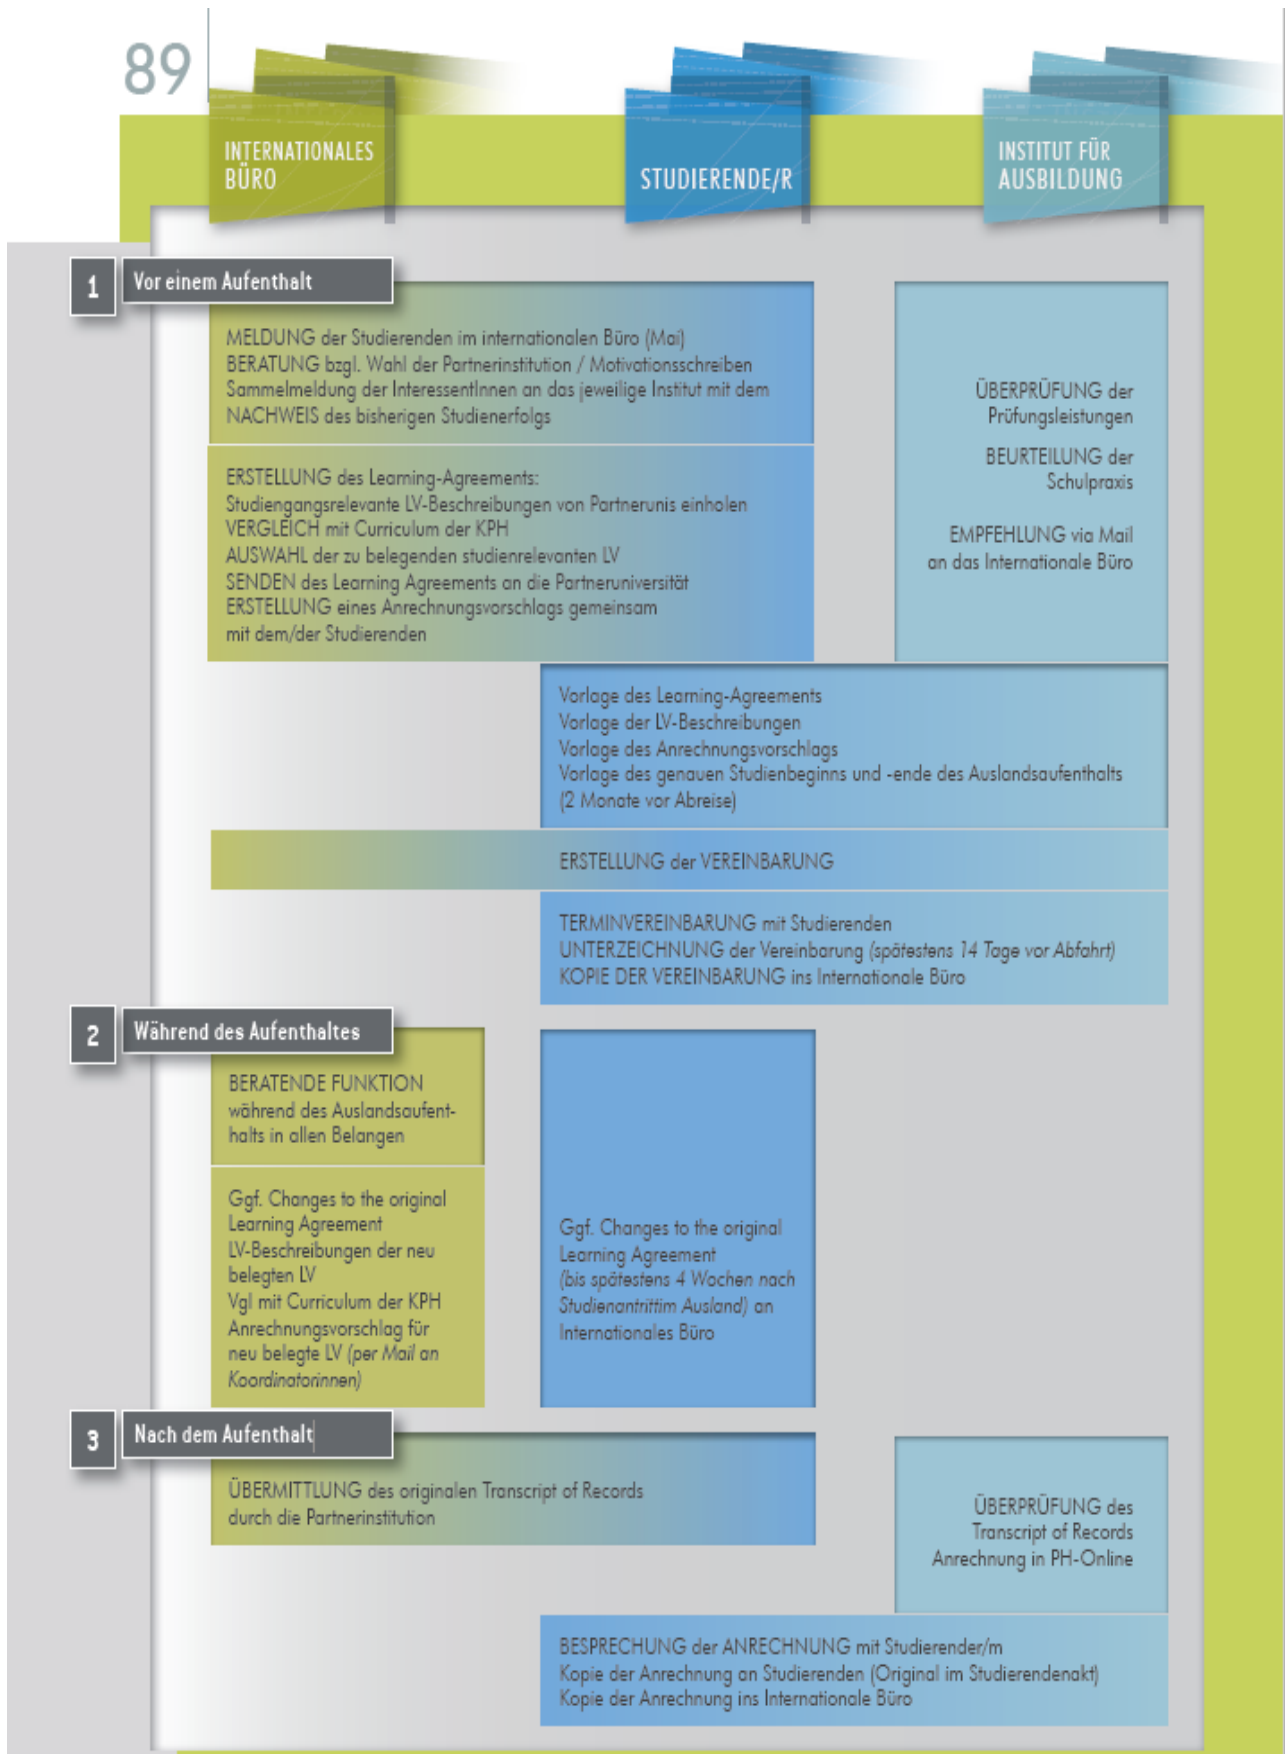 89
INTERNATIONALES
BÜRO
STUDIERENDE/R
INSTITUT FÜR
AUSBILDUNG
1
Vor einem Aufenthalt
MELDUNG der Studierenden im internationalen Büro (Mai)
BERATUNG bzgl. Wahl der Partnerinstitution / Motivationsschreiben
Sammelmeldung der InteressentInnen an das jeweilige Institut mit dem
NACHWEIS des bisherigen Studienerfolgs
ERSTELLUNG des Learning-Agreements:
Studiengangsrelevante LV-Beschreibungen von Partnerunis einholen
VERGLEICH mit Curriculum der KPH
AUSWAHL der zu belegenden studienrelevanten LV
SENDEN des Learning Agreements an die Partneruniversität
ERSTELLUNG eines Anrechnungsvorschlags gemeinsam
mit dem/der Studierenden
ÜBERPRÜFUNG der
Prüfungsleistungen
BEURTEILUNG der
Schulpraxis
EMPFEHLUNG via Mail
an das Internationale Büro
Vorlage des Learning-Agreements
Vorlage der LV-Beschreibungen
Vorlage des Anrechnungsvorschlags
Vorlage des genauen Studienbeginns und -ende des Auslandsaufenthalts
(2 Monate vor Abreise)
ERSTELLUNG der VEREINBARUNG
TERMINVEREINBARUNG mit Studierenden
UNTERZEICHNUNG der Vereinbarung (spätestens 14 Tage vor Abfahrt)
KOPIE DER VEREINBARUNG ins Internationale Büro
2
Während des Aufenthaltes
BERATENDE FUNKTION
während des Auslandsaufent-
halts in allen Belangen
Ggf. Changes to the original
Learning Agreement
LV-Beschreibungen der neu
belegten LV
Vgl mit Curriculum der KPH
Anrechnungsvorschlag für
neu belegte LV (per Mail an
Koordinatorinnen)
Ggf. Changes to the original
Learning Agreement
(bis spätestens 4 Wochen nach
Studienantrittim Ausland) an
Internationales Büro
3
Nach dem Aufenthalt
ÜBERMITTLUNG des originalen Transcript of Records
durch die Partnerinstitution
ÜBERPRÜFUNG des
Transcript of Records
Anrechnung in PH-Online
BESPRECHUNG der ANRECHNUNG mit Studierender/m
Kopie der Anrechnung an Studierenden (Original im Studierendenakt)
Kopie der Anrechnung ins Internationale Büro